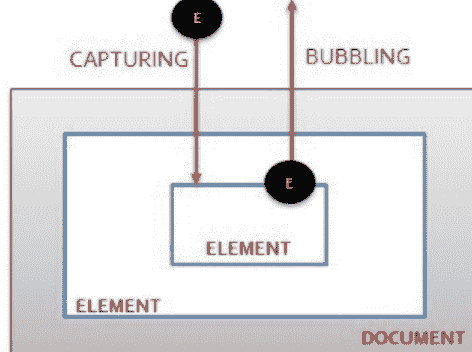 E
CAPTURING
BUBBLING
E
ELEMENT
ELEMENT
DOCUMENT